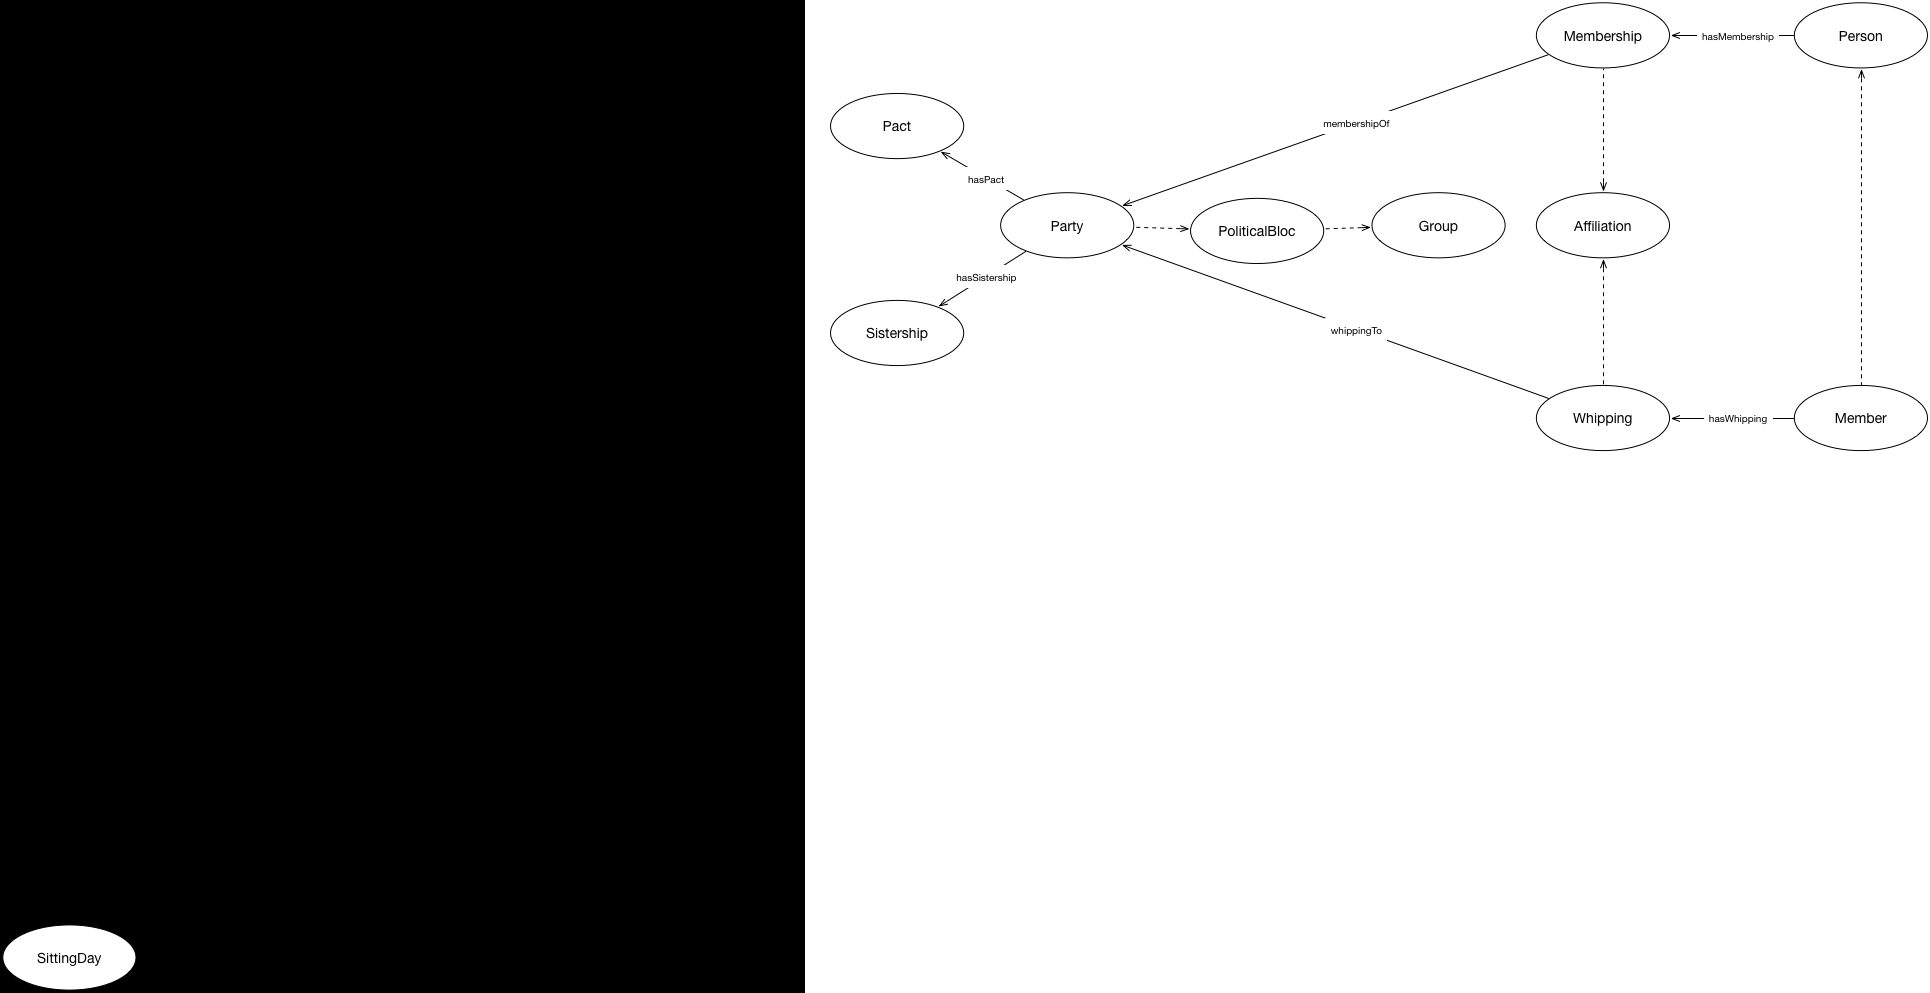 Membership
hasMembership
Person
Pact
membershipOf
hasPact
Party
PoliticalBloc
Group
Affiliation
hasSistership
Sistership
whippingTo
Whipping
hasWhipping
Member
SittingDay